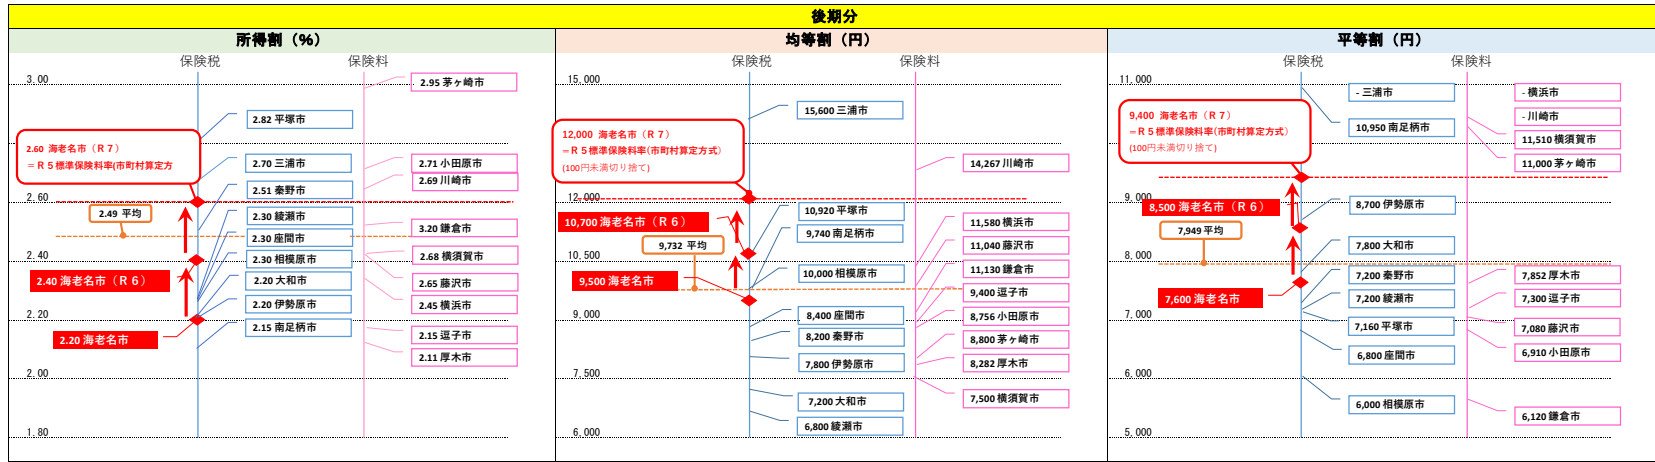 後期分
所得割（%）
保険税
保険料
3.00
2.60
2.40
2.20
2.00
1.80
2.60 海老名市（R７）
＝R５標準保険料率(市町村算定方
2.49 平均
2.40 海老名市（R６）
2.20 海老名市
2.82 平塚市
2.70 三浦市
2.51 秦野市
2.30 綾瀬市
2.30 座間市
2.30 相模原市
2.20 大和市
2.20 伊勢原市
2.15 南足柄市
2.95 茅ヶ崎市
2.71 小田原市
2.69 川崎市
3.20 鎌倉市
2.68 横須賀市
2.65 藤沢市
2.45 横浜市
2.15 逗子市
2.11 厚木市
均等割（円）
保険税
保険料
15,000
12,000
10,500
9,000
7,500
6,000
12,000 海老名市（R７）
＝R５標準保険料率(市町村算定方式)
(100円未満切り捨て)
10,700 海老名市（R６）
9,732 平均
9,500 海老名市
15,600 三浦市
10,920 平塚市
9,740 南足柄市
10,000 相模原市
8,400 座間市
8,200 秦野市
7,800 伊勢原市
7,200 大和市
6,800 綾瀬市
14,267 川崎市
11,580 横浜市
11,040 藤沢市
11,130 鎌倉市
9,400 逗子市
8,756 小田原市
8,800 茅ヶ崎市
8,282 厚木市
7,500 横須賀市
平等割（円）
保険税
保険料
11,000
9,000
8,000
7,000
6,000
5,000
9,400 海老名市（R７）
＝R５標準保険料率(市町村算定方式)
(100円未満切り捨て)
8,500 海老名市（R６）
7,949 平均
7,600 海老名市
- 三浦市
10,950 南足柄市
8,700 伊勢原市
7,800 大和市
7,200 秦野市
7,200 綾瀬市
7,160 平塚市
6,800 座間市
6,000 相模原市
- 横浜市
- 川崎市
11,510 横須賀市
11,000 茅ヶ崎市
7,852 厚木市
7,300 逗子市
7,080 藤沢市
6,910 小田原市
6,120 鎌倉市